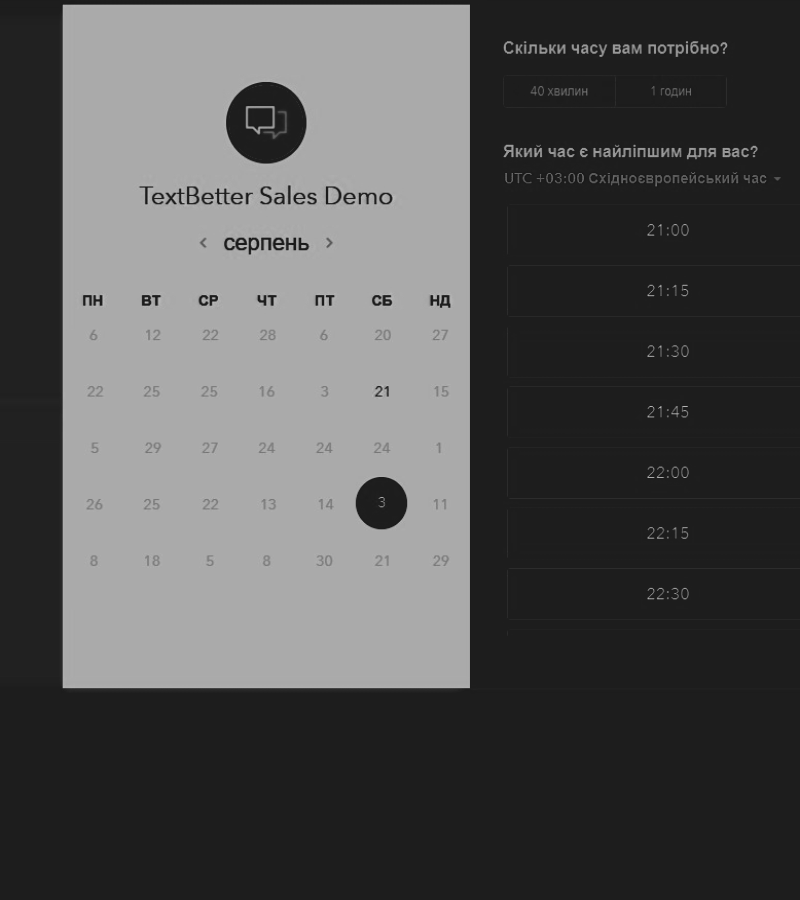 TextBetter Sales Demo
серпень
ПН ВТ СР ЧТ ПТ СБ НД
6 12 22 28 6 20 27
22 25 25 16 3 21 15
5 29 27 24 24 24 1
26 25 22 13 14 3 11
8 18 5 8 30 21 29
Скільки часу вам потрібно?
40 хвилин 1 годин
Який час є найліпшим для вас?
UTC +03:00 Східноєвропейський час
21:00
21:15
21:30
21:45
22:00
22:15
22:30